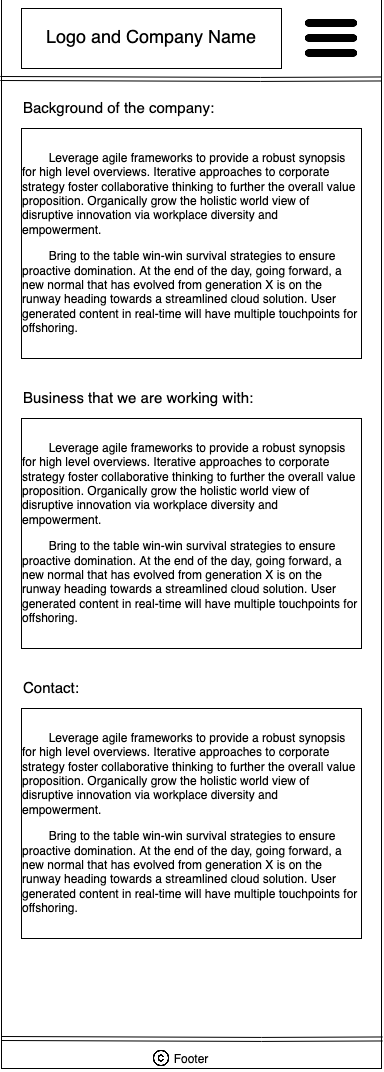 Logo and Company Name
Background of the company:
Leverage agile frameworks to provide a robust synopsis
for high level overviews. Iterative approaches to corporate
strategy foster collaborative thinking to further the overall value
proposition. Organically grow the holistic world view of
disruptive innovation via workplace diversity and
empowerment.
Bring to the table win-win survival strategies to ensure
proactive domination. At the end of the day, going forward, a
new normal that has evolved from generation X is on the
runway heading towards a streamlined cloud solution. User
generated content in real-time will have multiple touchpoints for
offshoring.
Business that we are working with:
Leverage agile frameworks to provide a robust synopsis
for high level overviews. Iterative approaches to corporate
strategy foster collaborative thinking to further the overall value
proposition. Organically grow the holistic world view of
disruptive innovation via workplace diversity and
empowerment.
Bring to the table win-win survival strategies to ensure
proactive domination. At the end of the day, going forward, a
new normal that has evolved from generation X is on the
runway heading towards a streamlined cloud solution. User
generated content in real-time will have multiple touchpoints for
offshoring.
Contact:
Leverage agile frameworks to provide a robust synopsis
for high level overviews. Iterative approaches to corporate
strategy foster collaborative thinking to further the overall value
proposition. Organically grow the holistic world view of
disruptive innovation via workplace diversity and
empowerment.
Bring to the table win-win survival strategies to ensure
proactive domination. At the end of the day, going forward, a
new normal that has evolved from generation X is on the
runway heading towards a streamlined cloud solution. User
generated content in real-time will have multiple touchpoints for
offshoring.
© Footer